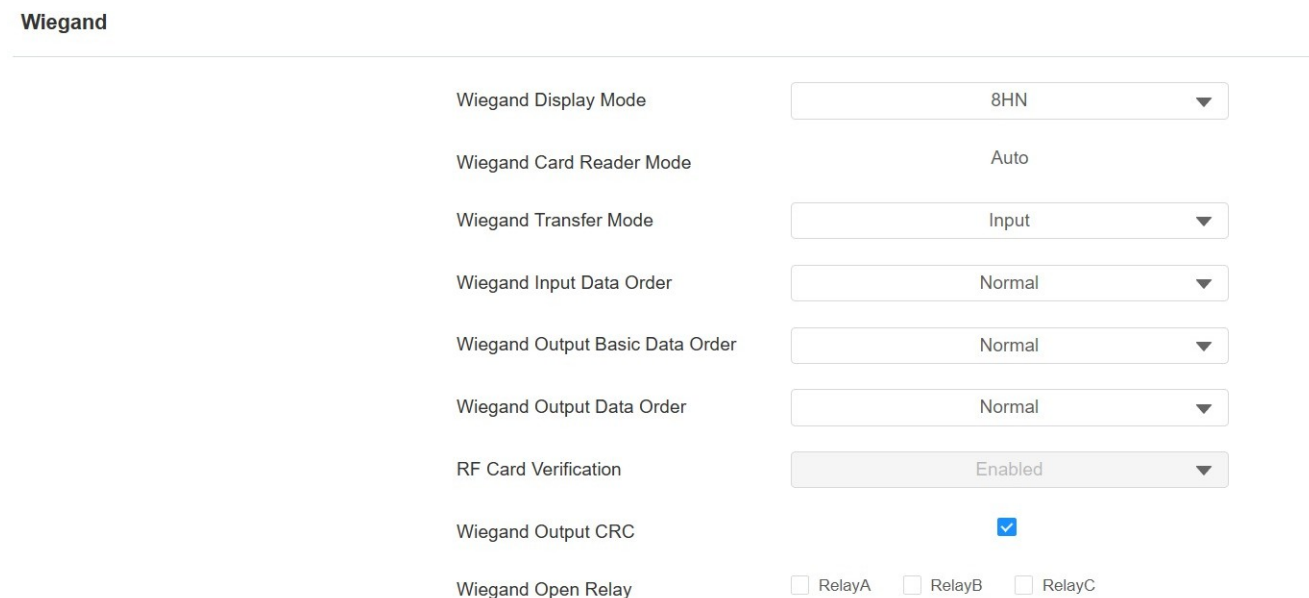 Wiegand
Wiegand Display Mode 8HN
Wiegand Card Reader Mode Auto
Wiegand Transfer Mode Input
Wiegand Input Data Order Normal
Wiegand Output Basic Data Order Normal
Wiegand Output Data Order Normal
RF Card Verification Enabled
Wiegand Output CRC
Wiegand Open Relay RelayA RelayB RelayC